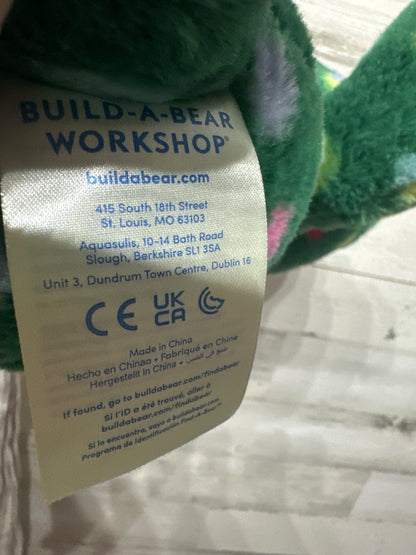 BUILD-A-BEAR
WORKSHOP®
buildabear.com
415 South 18th Street
St. Louis, MO 63103
Aquasulis, 10-14 Bath Road
Slough, Berkshire SL1 3SA
Unit 3, Dundrum Town Centre, Dublin 16
CE UK CA
Made in China
Hecho en Chinaa • Fabriqué en Chine
Hergestellt in China • صنع في الصين
If found, go to buildabear.com/findabear
Si l'ID a été trouvé, aller à
buildabear.com/findabear
Si lo encuentra, vaya a buildabear.com/findabear
Programa de identificación Find-A-Bear®